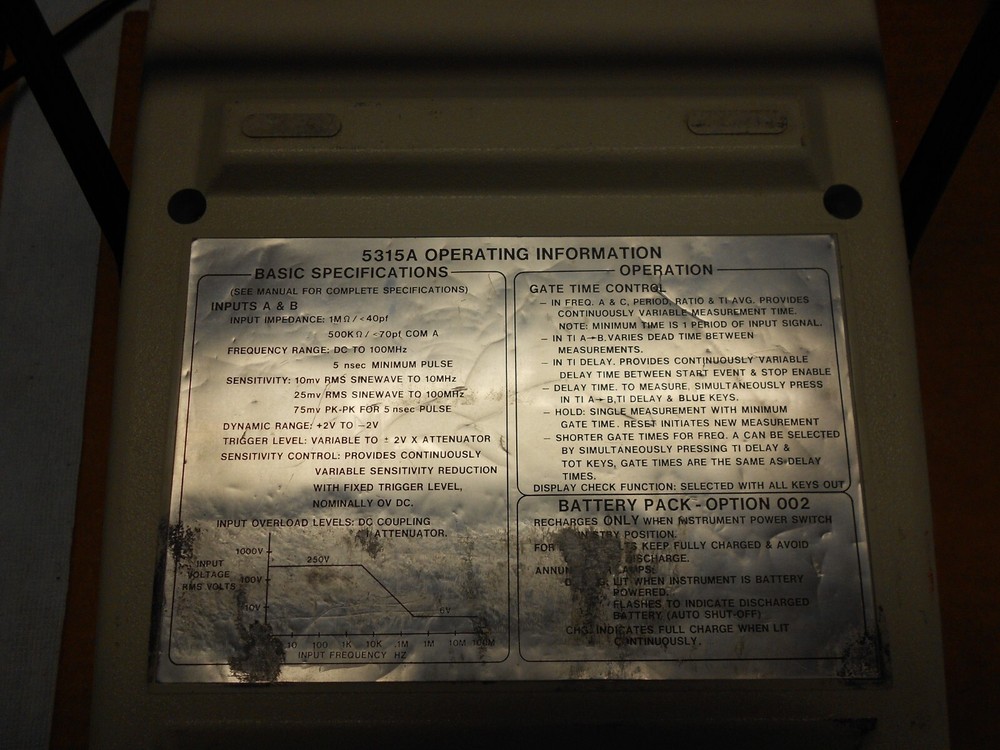 5315A OPERATING INFORMATION
BASIC SPECIFICATIONS
(SEE MANUAL FOR COMPLETE SPECIFICATIONS)
INPUTS A & B
INPUT IMPEDANCE: 1MΩ / <40pf
500KΩ / <70pf COM A
FREQUENCY RANGE: DC TO 100MHz
5 nsec MINIMUM PULSE
SENSITIVITY: 10mv RMS SINEWAVE TO 10MHz
25mv RMS SINEWAVE TO 100MHz
75mv PK-PK FOR 5 nsec PULSE
DYNAMIC RANGE: +2V TO −2V
TRIGGER LEVEL: VARIABLE TO ± 2V X ATTENUATOR
SENSITIVITY CONTROL: PROVIDES CONTINUOUSLY
VARIABLE SENSITIVITY REDUCTION
WITH FIXED TRIGGER LEVEL,
NOMINALLY OV DC.
INPUT OVERLOAD LEVELS: DC COUPLING
ATTENUATOR.
1000V
INPUT
VOLTAGE
RMS VOLTS
250V
100V
10V
6V
10 100 1K 10K .1M 1M 10M 100M
INPUT FREQUENCY HZ
OPERATION
GATE TIME CONTROL
– IN FREQ. A & C, PERIOD, RATIO & TI AVG. PROVIDES
CONTINUOUSLY VARIABLE MEASUREMENT TIME.
NOTE: MINIMUM TIME IS 1 PERIOD OF INPUT SIGNAL.
– IN TI A→B. VARIES DEAD TIME BETWEEN
MEASUREMENTS.
– IN TI DELAY. PROVIDES CONTINUOUSLY VARIABLE
DELAY TIME BETWEEN START EVENT & STOP ENABLE
– DELAY TIME. TO MEASURE, SIMULTANEOUSLY PRESS
IN TI A→B, TI DELAY & BLUE KEYS.
– HOLD: SINGLE MEASUREMENT WITH MINIMUM
GATE TIME. RESET INITIATES NEW MEASUREMENT
– SHORTER GATE TIMES FOR FREQ. A CAN BE SELECTED
BY SIMULTANEOUSLY PRESSING TI DELAY &
TOT KEYS, GATE TIMES ARE THE SAME AS DELAY
TIMES.
DISPLAY CHECK FUNCTION: SELECTED WITH ALL KEYS OUT
BATTERY PACK - OPTION 002
RECHARGES ONLY WHEN INSTRUMENT POWER SWITCH
IN STBY POSITION.
FOR KEEP FULLY CHARGED & AVOID
DISCHARGE.
LAMPS:
LIT WHEN INSTRUMENT IS BATTERY
POWERED.
FLASHES TO INDICATE DISCHARGED
BATTERY (AUTO SHUT-OFF)
CHG. INDICATES FULL CHARGE WHEN LIT
CONTINUOUSLY.